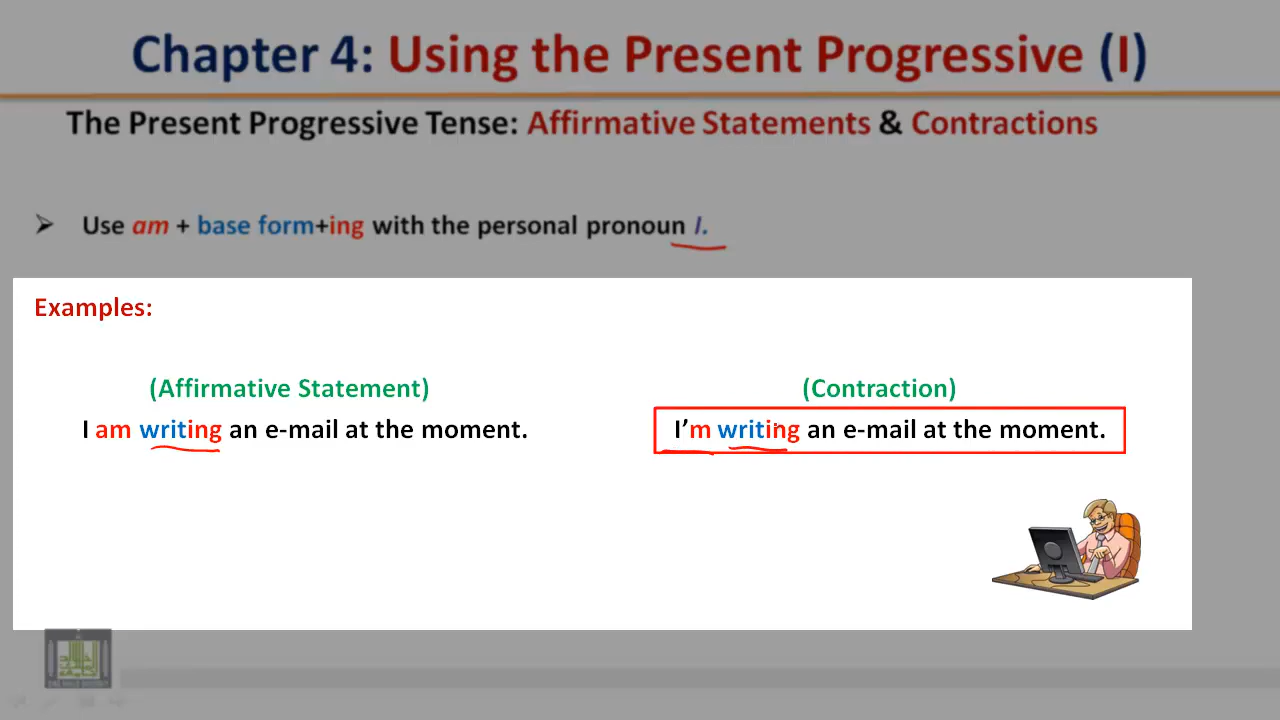 Chapter 4: Using the Present Progressive (I)
The Present Progressive Tense: Affirmative Statements & Contractions
Use am + base form+ing with the personal pronoun I.
Examples:
(Affirmative Statement)
I am writing an e-mail at the moment.
(Contraction)
I’m writing an e-mail at the moment.